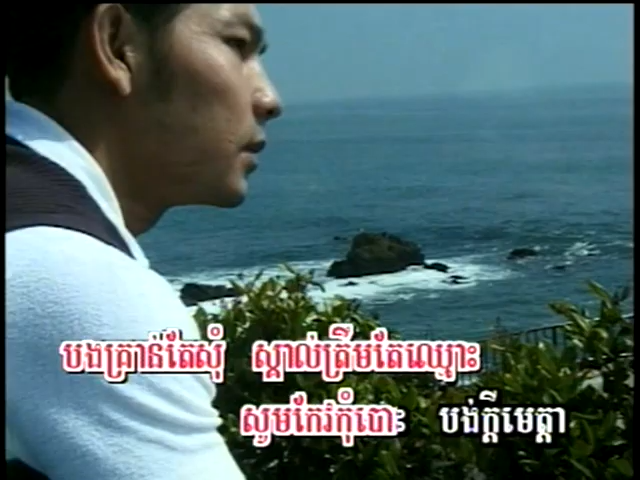 បងគ្រាន់តែសុំ ស្គាល់ត្រឹមតែឈ្មោះ
សូមកែវកុំបោះ បង់ក្ដីមេត្តា